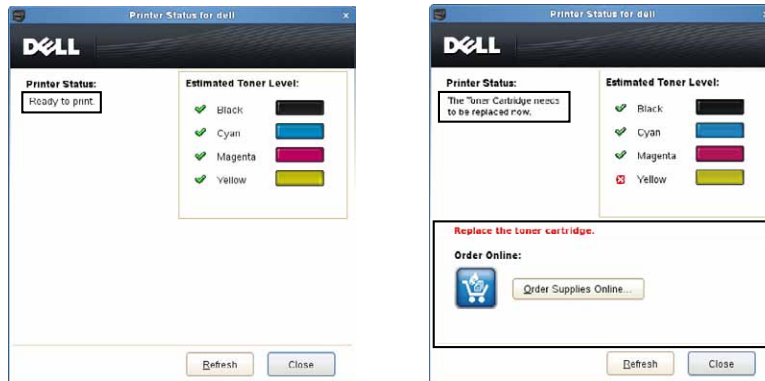 Printer Status for dell
x
DELL
Printer Status:
Ready to print.
Estimated Toner Level:
Black
Cyan
Magenta
Yellow
Refresh
Close
Printer Status for dell
DELL
Printer Status:
The Toner Cartridge needs
to be replaced now.
Estimated Toner Level:
Black
Cyan
Magenta
Yellow
Replace the toner cartridge.
Order Online:
Order Supplies Online...
Refresh
Close